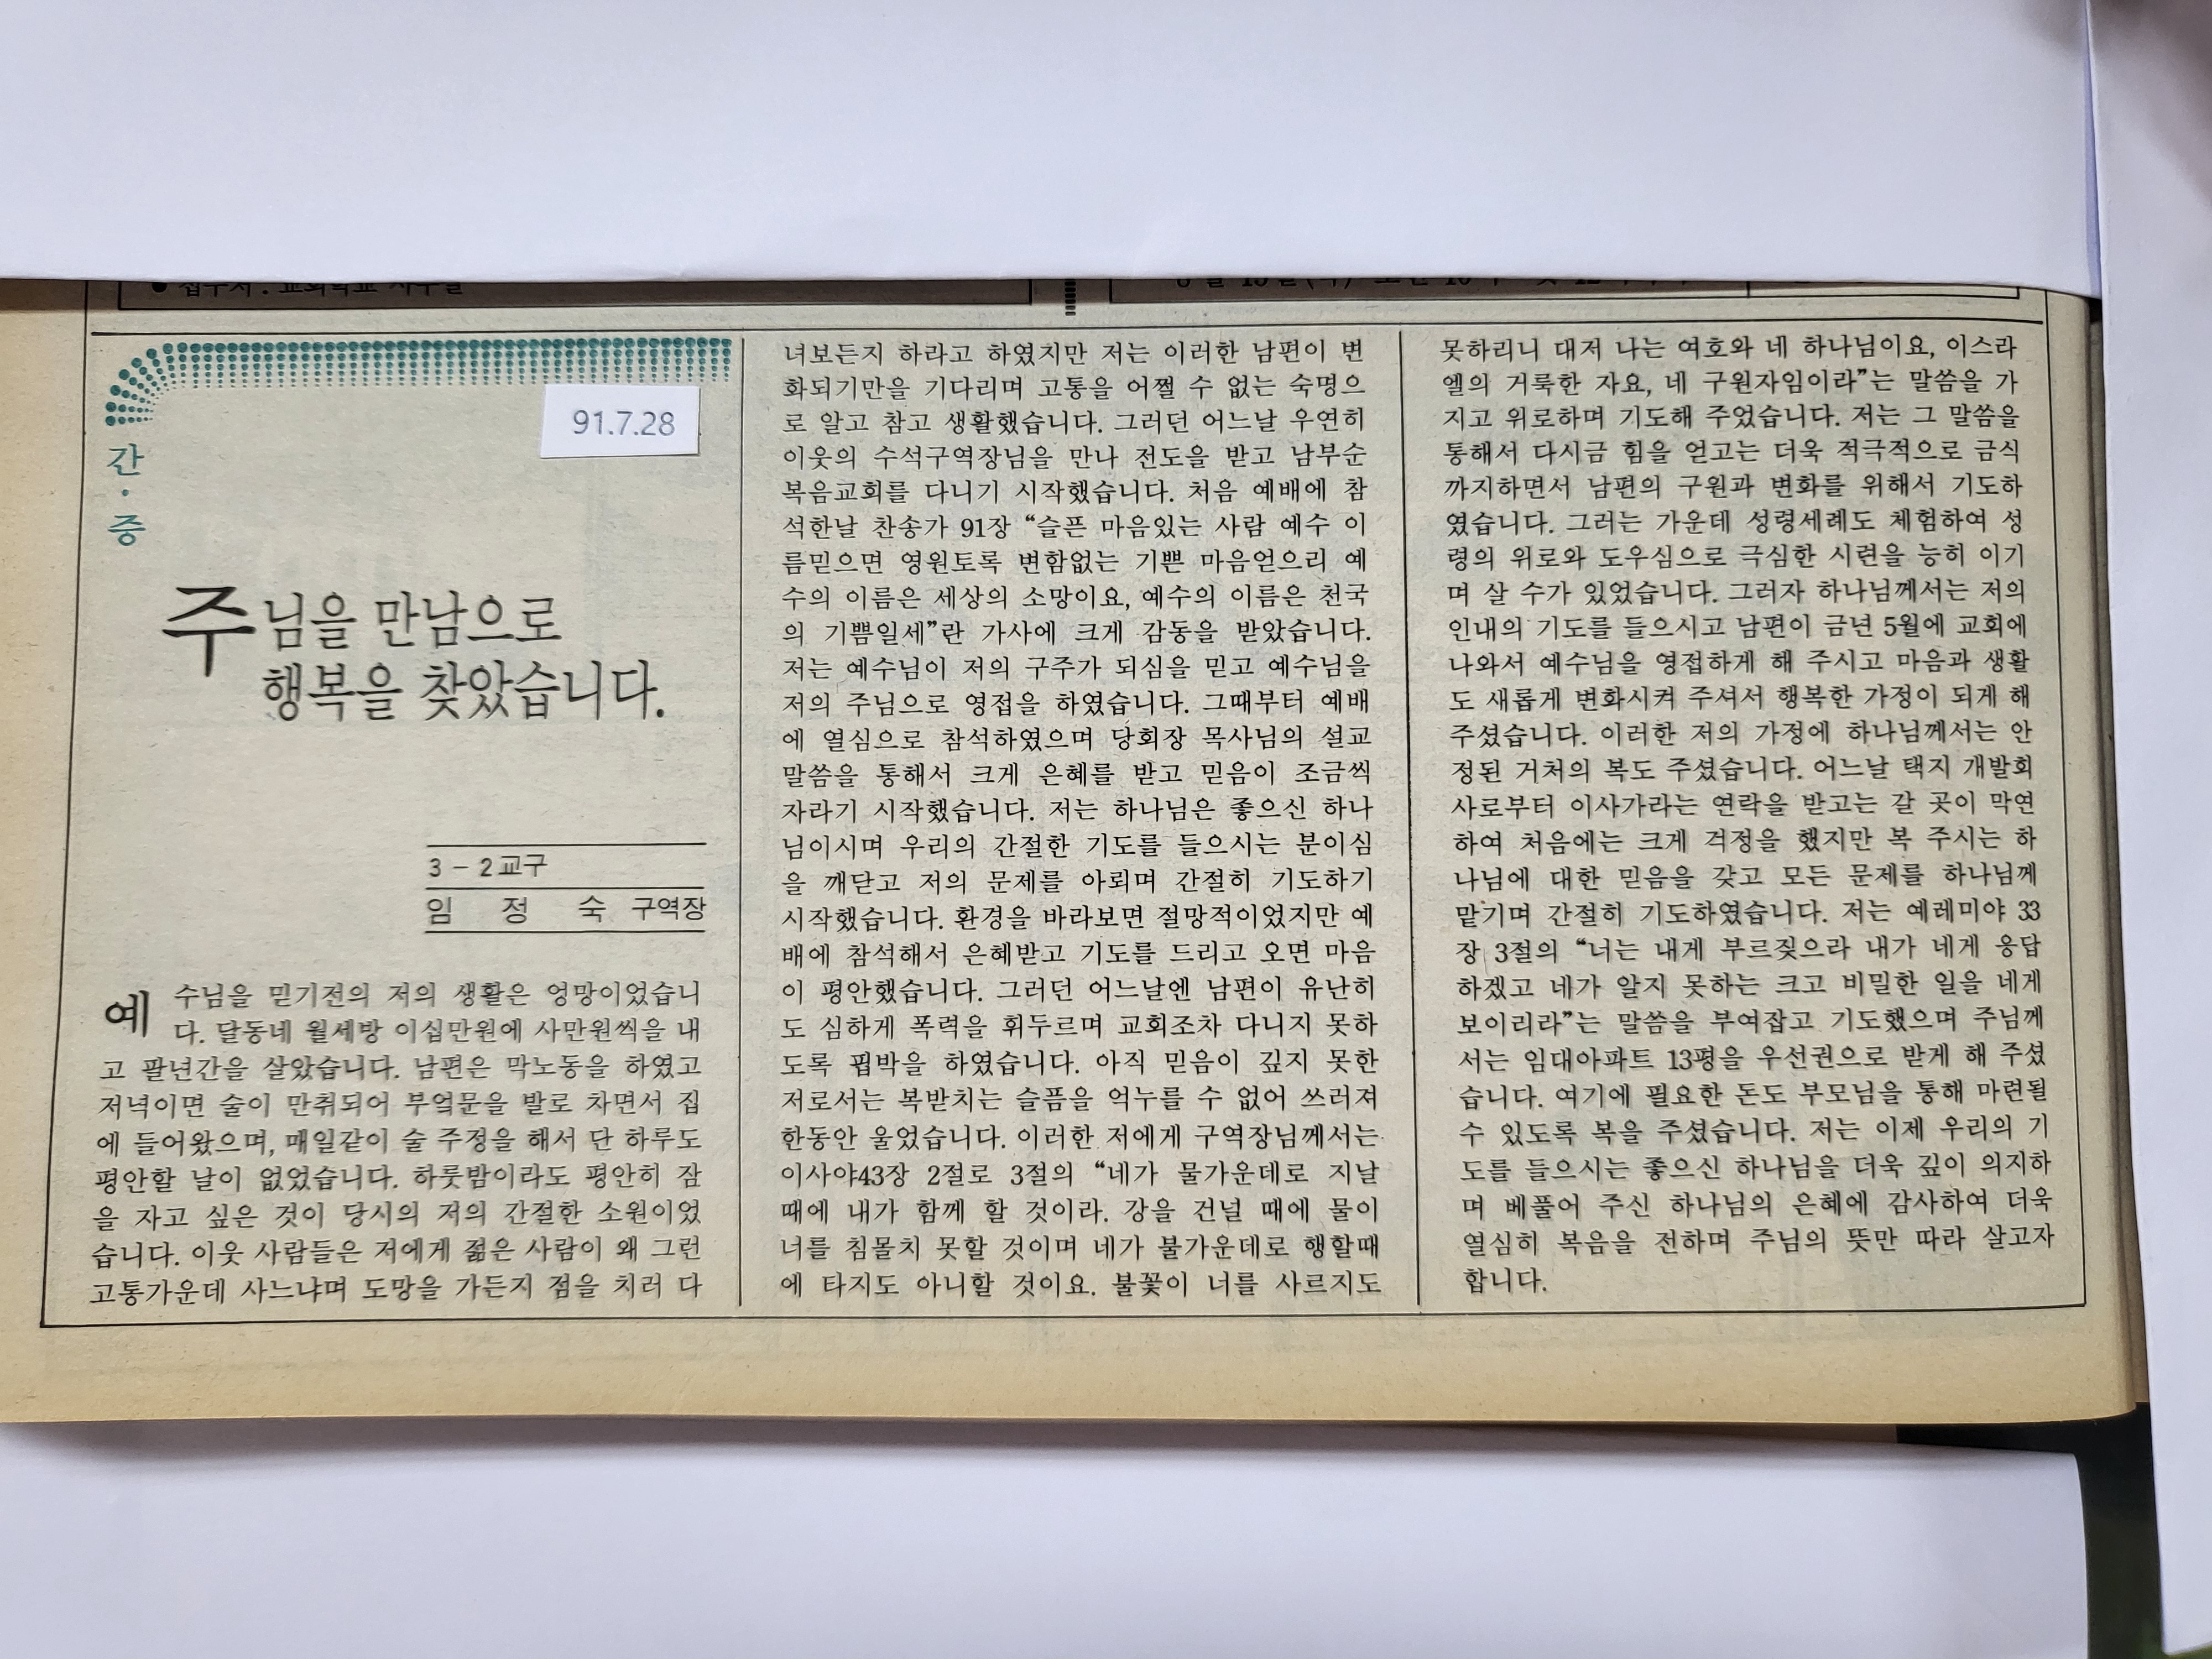 91.7.28
간·증
주님을 만남으로
행복을 찾았습니다.
3－2교구
임 정 숙 구역장
예수님을 믿기전의 저의 생활은 엉망이었습니
다. 달동네 월세방 이십만원에 사만원씩을 내
고 팔년간을 살았습니다. 남편은 막노동을 하였고
저녁이면 술이 만취되어 부엌문을 발로 차면서 집
에 들어왔으며, 매일같이 술 주정을 해서 단 하루도
평안할 날이 없었습니다. 하룻밤이라도 평안히 잠
을 자고 싶은 것이 당시의 저의 간절한 소원이었
습니다. 이웃 사람들은 저에게 젊은 사람이 왜 그런
고통가운데 사느냐며 도망을 가든지 점을 치러 다
녀보든지 하라고 하였지만 저는 이러한 남편이 변
화되기만을 기다리며 고통을 어쩔 수 없는 숙명으
로 알고 참고 생활했습니다. 그러던 어느날 우연히
이웃의 수석구역장님을 만나 전도을 받고 남부순
복음교회를 다니기 시작했습니다. 처음 예배에 참
석한날 찬송가 91장 “슬픈 마음있는 사람 예수 이
름믿으면 영원토록 변함없는 기쁜 마음얻으리 예
수의 이름은 세상의 소망이요, 예수의 이름은 천국
의 기쁨일세”란 가사에 크게 감동을 받았습니다.
저는 예수님이 저의 구주가 되심을 믿고 예수님을
저의 주님으로 영접을 하였습니다. 그때부터 예배
에 열심으로 참석하였으며 당회장 목사님의 설교
말씀을 통해서 크게 은혜를 받고 믿음이 조금씩
자라기 시작했습니다. 저는 하나님은 좋으신 하나
님이시며 우리의 간절한 기도를 들으시는 분이심
을 깨닫고 저의 문제를 아뢰며 간절히 기도하기
시작했습니다. 환경을 바라보면 절망적이었지만 예
배에 참석해서 은혜받고 기도를 드리고 오면 마음
이 평안했습니다. 그러던 어느날엔 남편이 유난히
도 심하게 폭력을 휘두르며 교회조차 다니지 못하
도록 핍박을 하였습니다. 아직 믿음이 깊지 못한
저로서는 복받치는 슬픔을 억누를 수 없어 쓰러져
한동안 울었습니다. 이러한 저에게 구역장님께서는
이사야43장 2절로 3절의 “네가 물가운데로 지날
때에 내가 함께 할 것이라. 강을 건널 때에 물이
너를 침몰치 못할 것이며 네가 불가운데로 행할때
에 타지도 아니할 것이요. 불꽃이 너를 사르지도
못하리니 대저 나는 여호와 네 하나님이요, 이스라
엘의 거룩한 자요, 네 구원자임이라”는 말씀을 가
지고 위로하며 기도해 주었습니다. 저는 그 말씀을
통해서 다시금 힘을 얻고는 더욱 적극적으로 금식
까지하면서 남편의 구원과 변화를 위해서 기도하
였습니다. 그러는 가운데 성령세례도 체험하여 성
령의 위로와 도우심으로 극심한 시련을 능히 이기
며 살 수가 있었습니다. 그러자 하나님께서는 저의
인내의 기도를 들으시고 남편이 금년 5월에 교회에
나와서 예수님을 영접하게 해 주시고 마음과 생활
도 새롭게 변화시켜 주셔서 행복한 가정이 되게 해
주셨습니다. 이러한 저의 가정에 하나님께서는 안
정된 거처의 복도 주셨습니다. 어느날 택지 개발회
사로부터 이사가라는 연락을 받고는 갈 곳이 막연
하여 처음에는 크게 걱정을 했지만 복 주시는 하
나님에 대한 믿음을 갖고 모든 문제를 하나님께
맡기며 간절히 기도하였습니다. 저는 예레미야 33
장 3절의 “너는 내게 부르짖으라 내가 네게 응답
하겠고 네가 알지 못하는 크고 비밀한 일을 네게
보이리라”는 말씀을 부여잡고 기도했으며 주님께
서는 임대아파트 13평을 우선권으로 받게 해 주셨
습니다. 여기에 필요한 돈도 부모님을 통해 마련될
수 있도록 복을 주셨습니다. 저는 이제 우리의 기
도를 들으시는 좋으신 하나님을 더욱 깊이 의지하
며 베풀어 주신 하나님의 은혜에 감사하여 더욱
열심히 복음을 전하며 주님의 뜻만 따라 살고자
합니다.